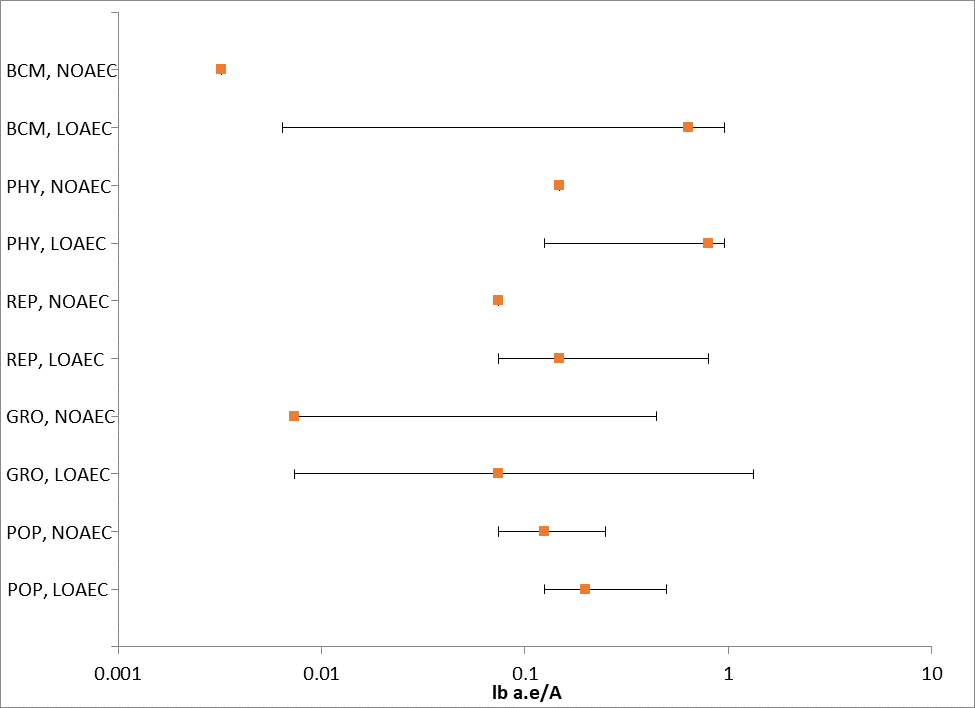 BCM, NOAEC
BCM, LOAEC
PHY, NOAEC
PHY, LOAEC
REP, NOAEC
REP, LOAEC
GRO, NOAEC
GRO, LOAEC
POP, NOAEC
POP, LOAEC
0.001 0.01 0.1 1 10
lb a.e/A